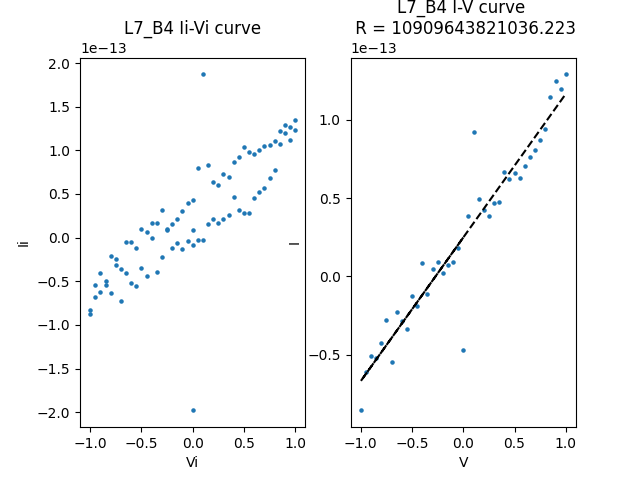 L7_B4 Ii-Vi curve
1e−13
2.0
1.5
1.0
0.5
0.0
−0.5
−1.0
−1.5
−2.0
Ii
−1.0 −0.5 0.0 0.5 1.0
Vi
L7_B4 I-V curve
R = 10909643821036.223
1e−13
1.0
0.5
0.0
−0.5
I
−1.0 −0.5 0.0 0.5 1.0
V